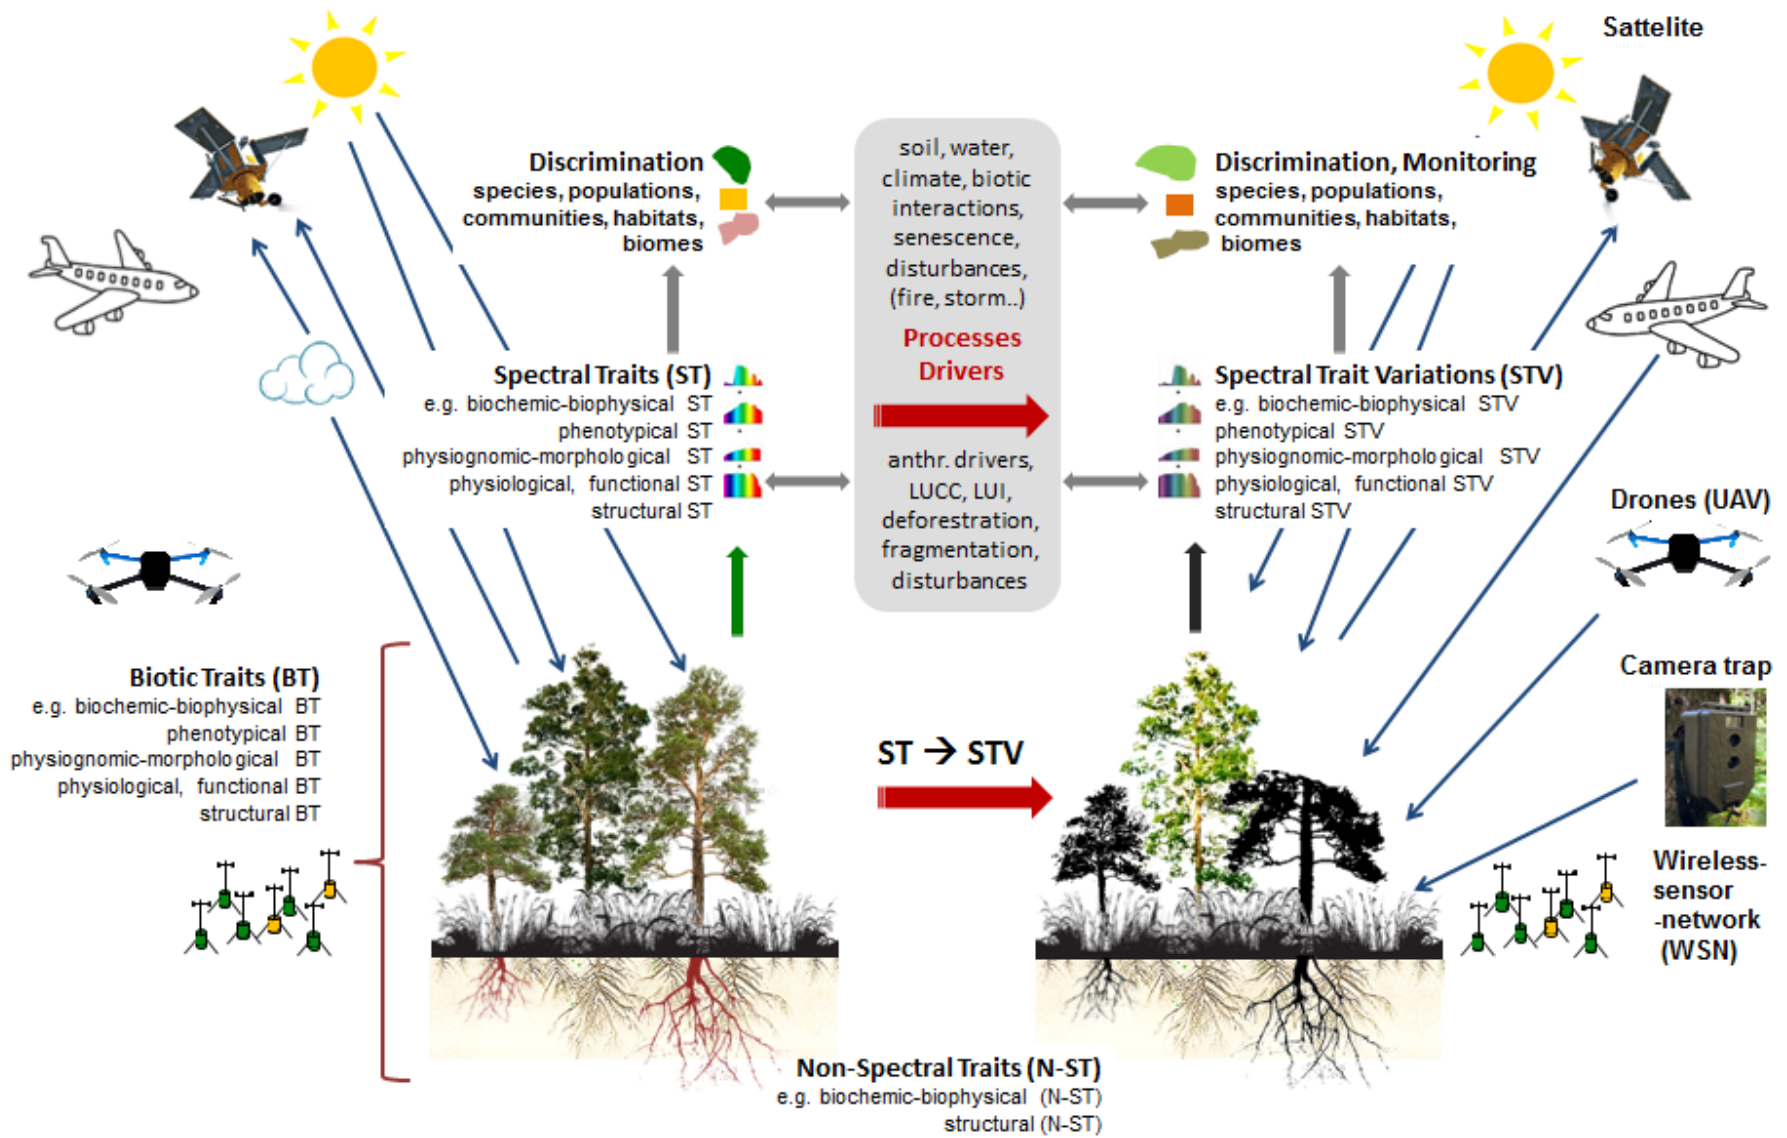 Sattelite
Discrimination
species, populations,
communities, habitats,
biomes
soil, water,
climate, biotic
interactions,
senescence,
disturbances,
(fire, storm..)
Processes
Drivers
anthr. drivers,
LUCC, LUI,
deforestration,
fragmentation,
disturbances
Discrimination, Monitoring
species, populations,
communities, habitats,
biomes
Spectral Traits (ST)
e.g. biochemic-biophysical ST
phenotypical ST
physiognomic-morphological ST
physiological, functional ST
structural ST
Spectral Trait Variations (STV)
e.g. biochemic-biophysical STV
phenotypical STV
physiognomic-morphological STV
physiological, functional STV
structural STV
Drones (UAV)
Biotic Traits (BT)
e.g. biochemic-biophysical BT
phenotypical BT
physiognomic-morphological BT
physiological, functional BT
structural BT
ST → STV
Camera trap
Wireless-
sensor
-network
(WSN)
Non-Spectral Traits (N-ST)
e.g. biochemic-biophysical (N-ST)
structural (N-ST)